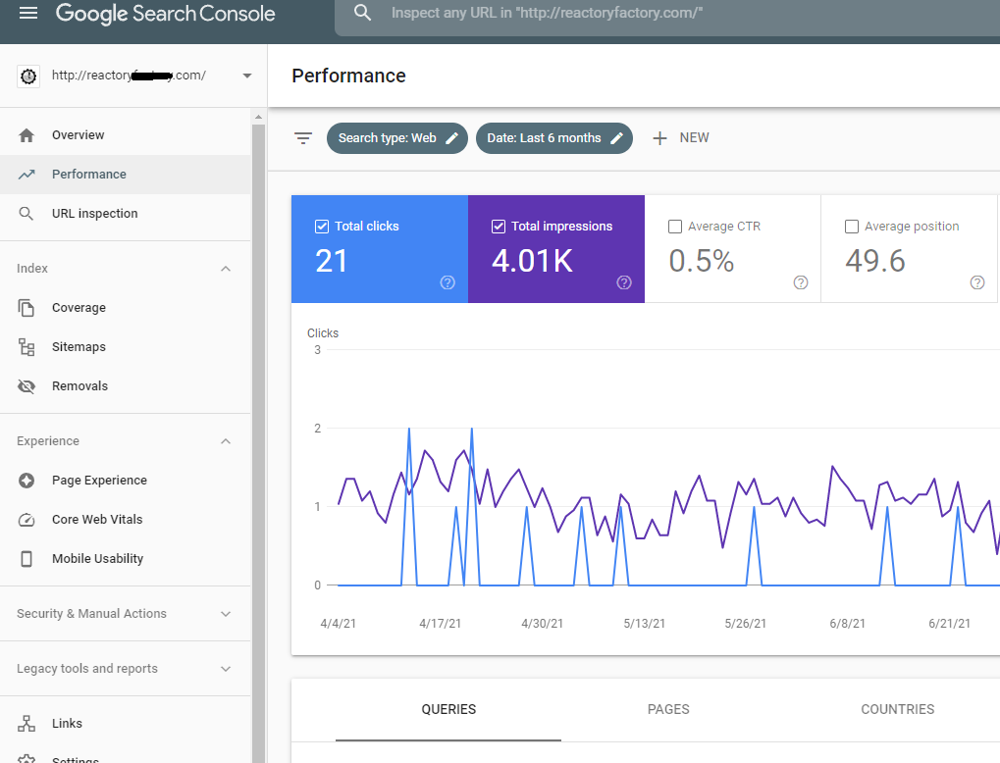 Google Search Console
Inspect any URL in "http://reactoryfactory.com/"
http://reactory .com/
Performance
Overview
Performance
URL inspection
Index
Coverage
Sitemaps
Removals
Experience
Page Experience
Core Web Vitals
Mobile Usability
Security & Manual Actions
Legacy tools and reports
Links
Settings
Search type: Web
Date: Last 6 months
NEW
Total clicks
21
Total impressions
4.01K
Average CTR
0.5%
Average position
49.6
Clicks
3
2
1
0
4/4/21 4/17/21 4/30/21 5/13/21 5/26/21 6/8/21 6/21/21
QUERIES PAGES COUNTRIES